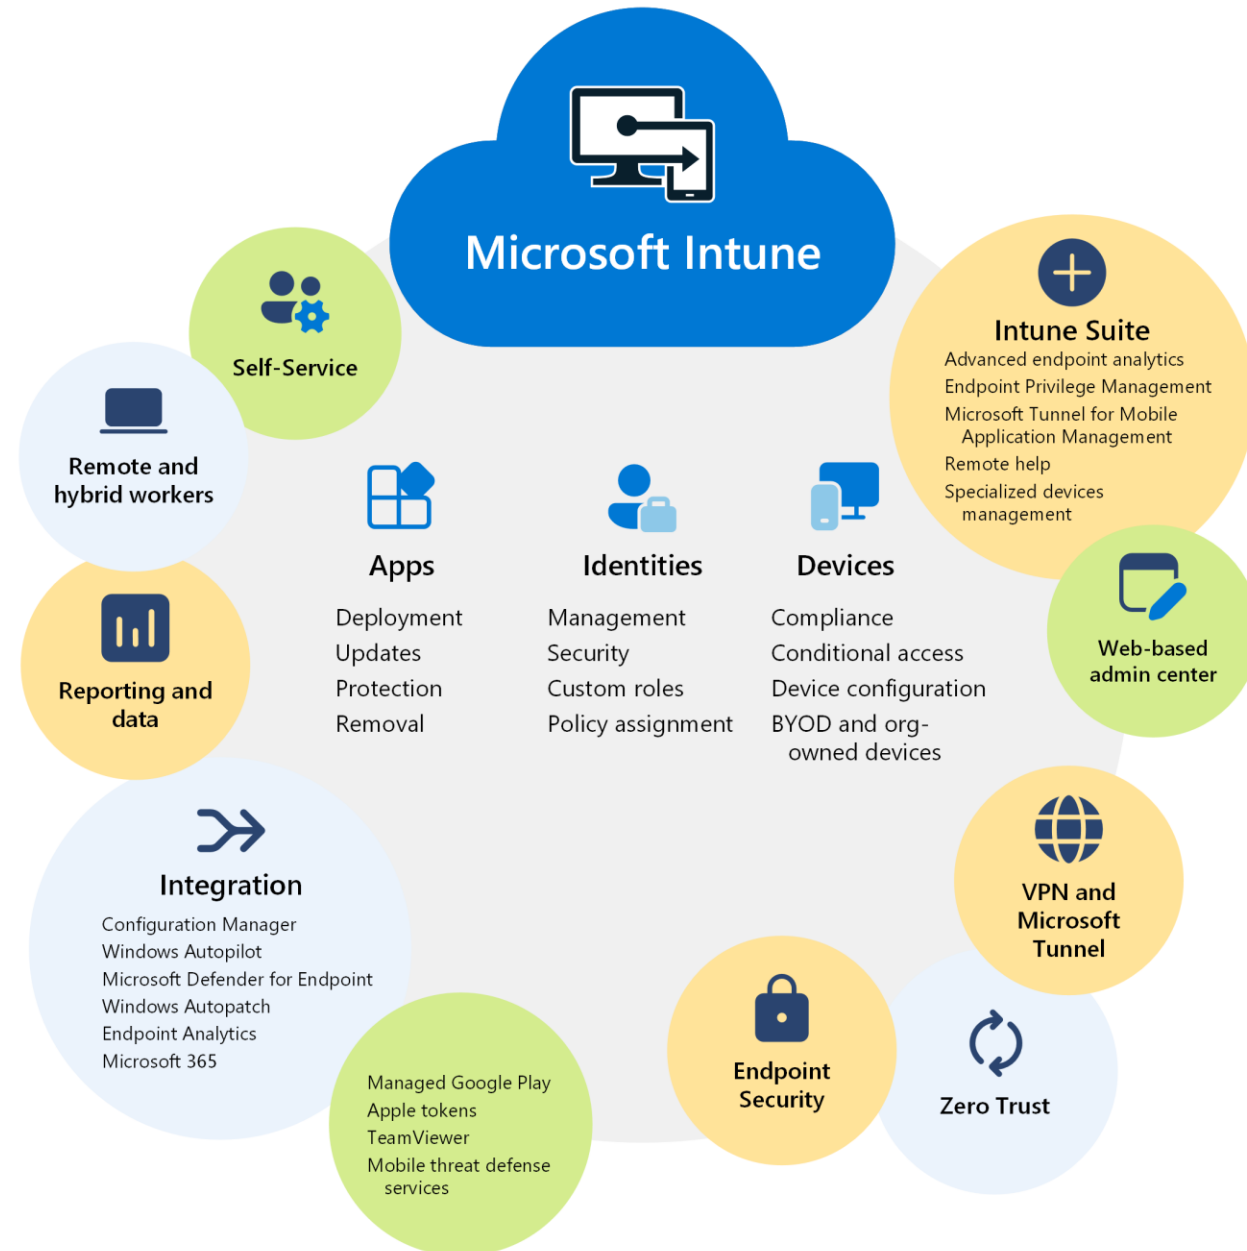 Microsoft Intune
Self-Service
Remote and
hybrid workers
Reporting and
data
Integration
Configuration Manager
Windows Autopilot
Microsoft Defender for Endpoint
Windows Autopatch
Endpoint Analytics
Microsoft 365
Managed Google Play
Apple tokens
TeamViewer
Mobile threat defense
services
Apps
Deployment
Updates
Protection
Removal
Identities
Management
Security
Custom roles
Policy assignment
Devices
Compliance
Conditional access
Device configuration
BYOD and org-
owned devices
Intune Suite
Advanced endpoint analytics
Endpoint Privilege Management
Microsoft Tunnel for Mobile
Application Management
Remote help
Specialized devices
management
Web-based
admin center
VPN and
Microsoft
Tunnel
Zero Trust
Endpoint
Security